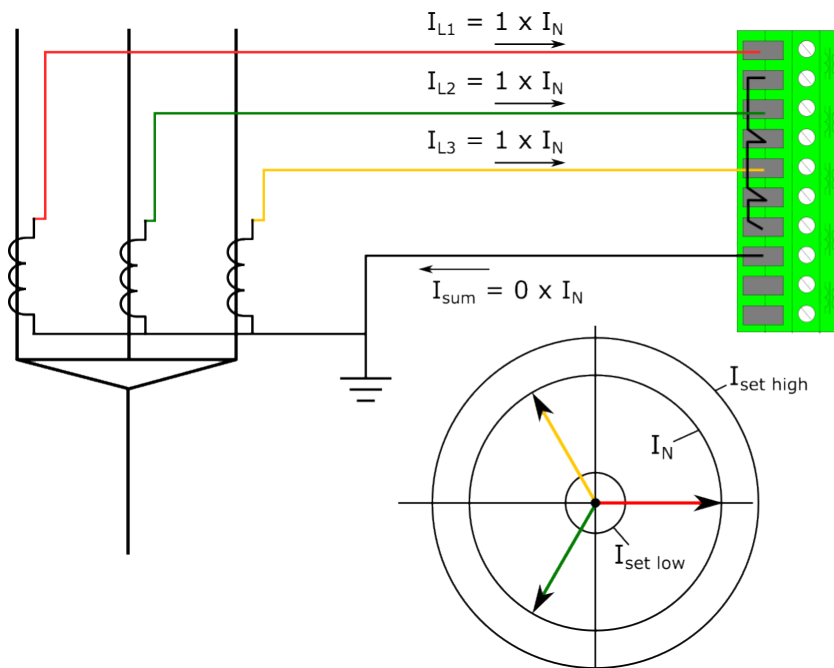 I_L1 = 1 x I_N
I_L2 = 1 x I_N
I_L3 = 1 x I_N
I_sum = 0 x I_N
I_set high
I_N
I_set low